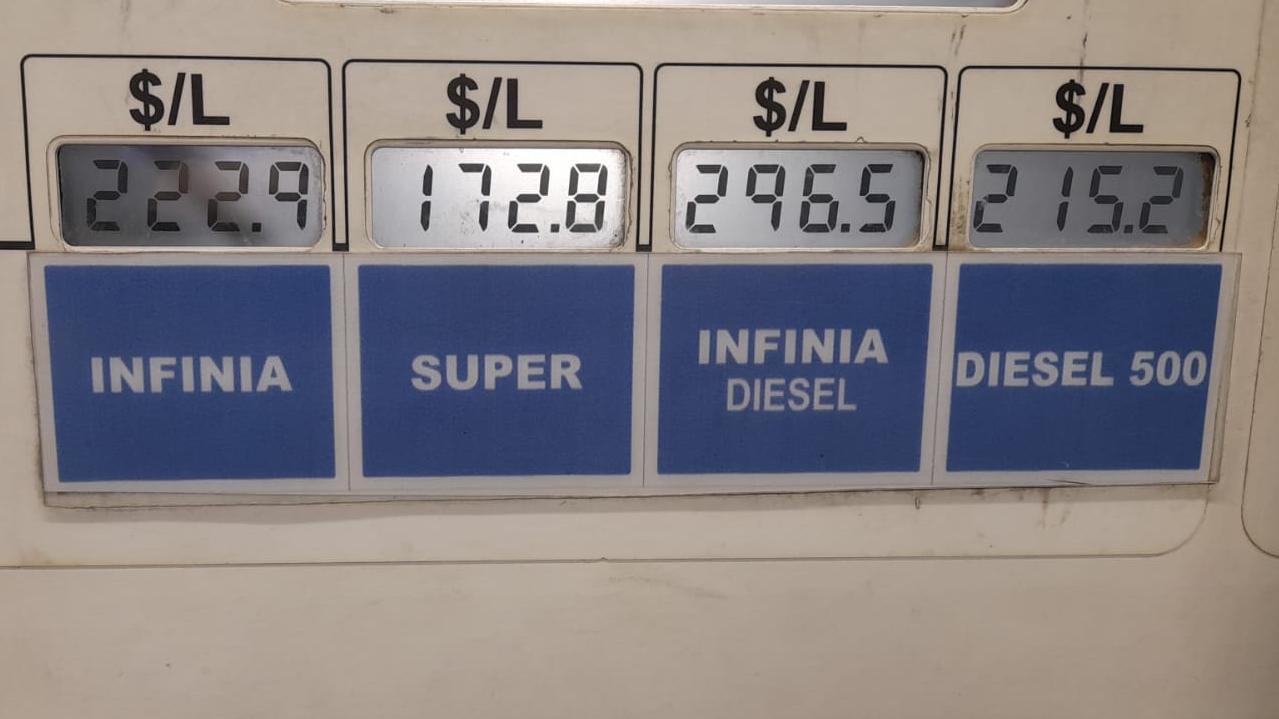 $/L $/L $/L $/L
222.9 172.8 296.5 215.2
INFINIA SUPER INFINIA DIESEL 500
DIESEL